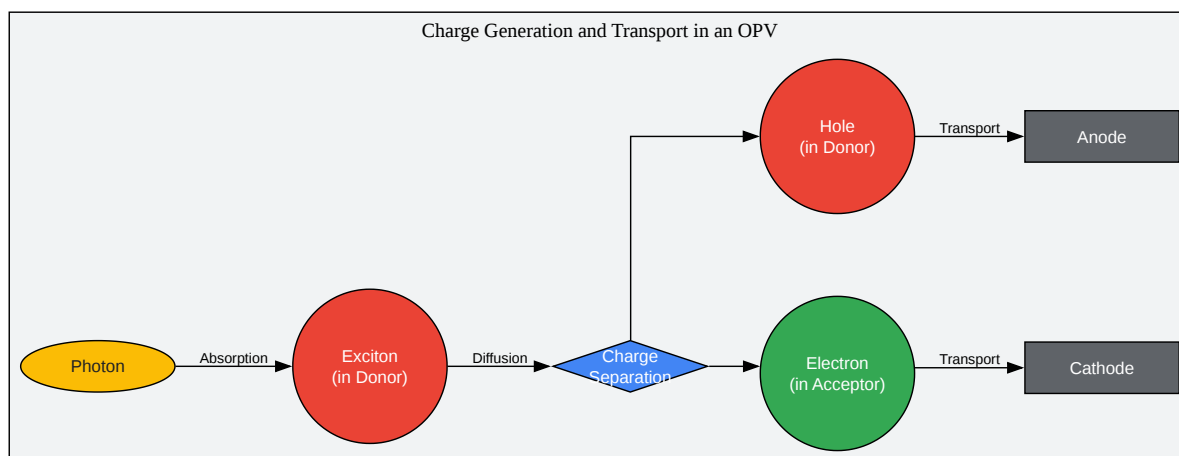 Charge Generation and Transport in an OPV
Hole
(in Donor)
Transport
Anode
Photon
Absorption
Exciton
(in Donor)
Diffusion
Charge
Separation
Electron
(in Acceptor)
Transport
Cathode